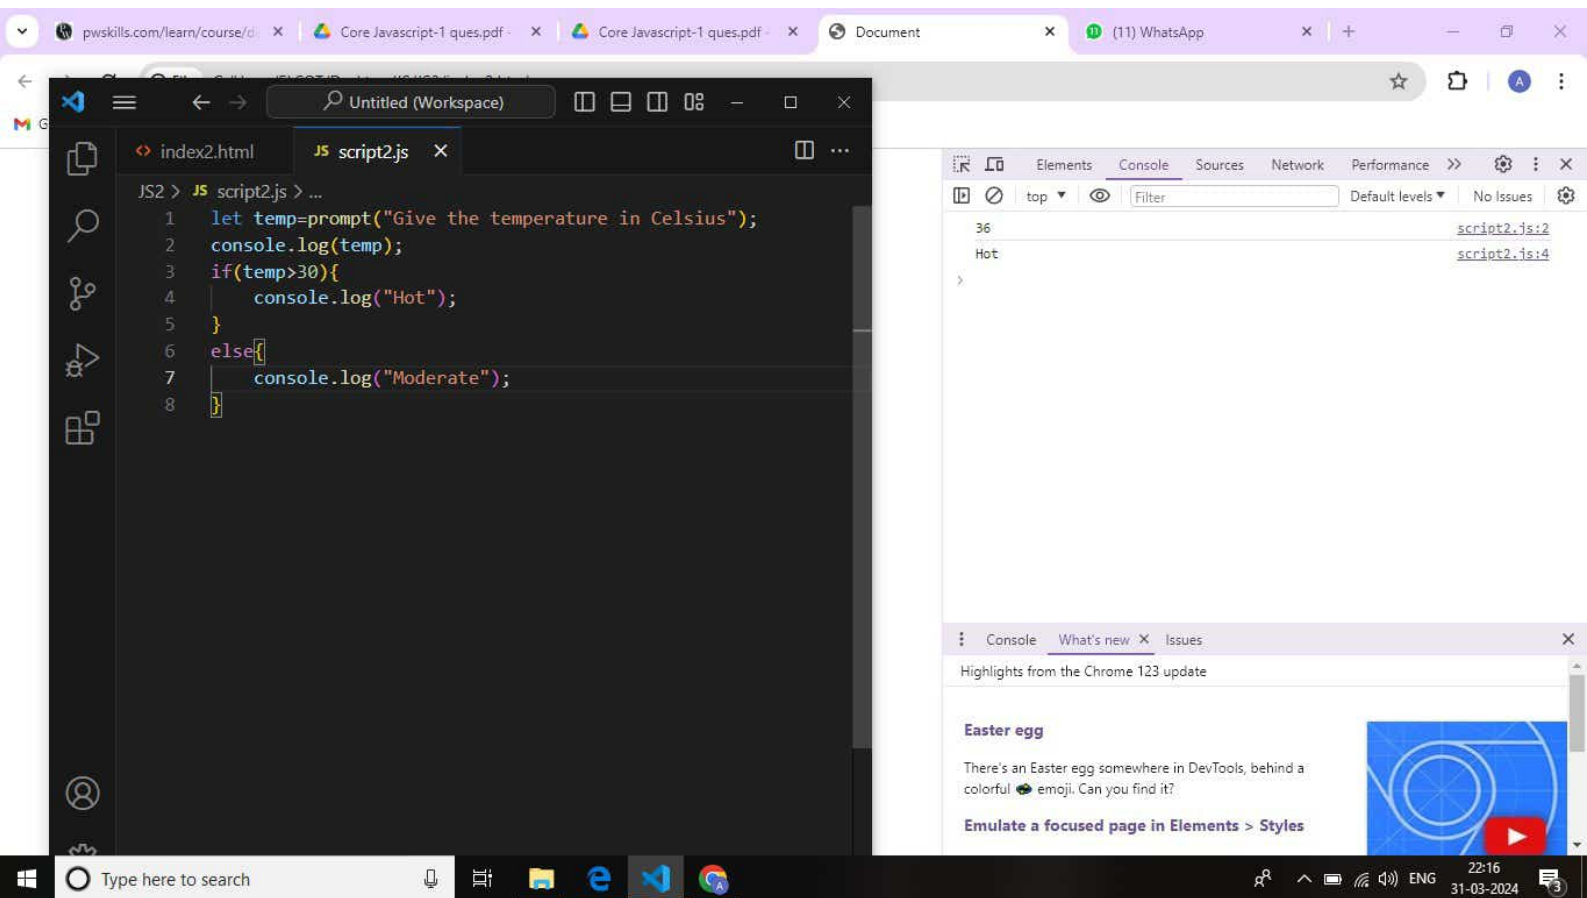 pwskills.com/learn/course/d
Core Javascript-1 ques.pdf -
Core Javascript-1 ques.pdf -
Document
(11) WhatsApp
A
Untitled (Workspace)
index2.html
JS script2.js
JS2 > JS script2.js > ...
1 let temp=prompt("Give the temperature in Celsius");
2 console.log(temp);
3 if(temp>30){
4 console.log("Hot");
5 }
6 else{
7 console.log("Moderate");
8 }
Elements Console Sources Network Performance
top Filter Default levels No Issues
36 script2.js:2
Hot script2.js:4
Console What's new Issues
Highlights from the Chrome 123 update
Easter egg
There's an Easter egg somewhere in DevTools, behind a
colorful emoji. Can you find it?
Emulate a focused page in Elements > Styles
Type here to search
ENG
22:16
31-03-2024
3